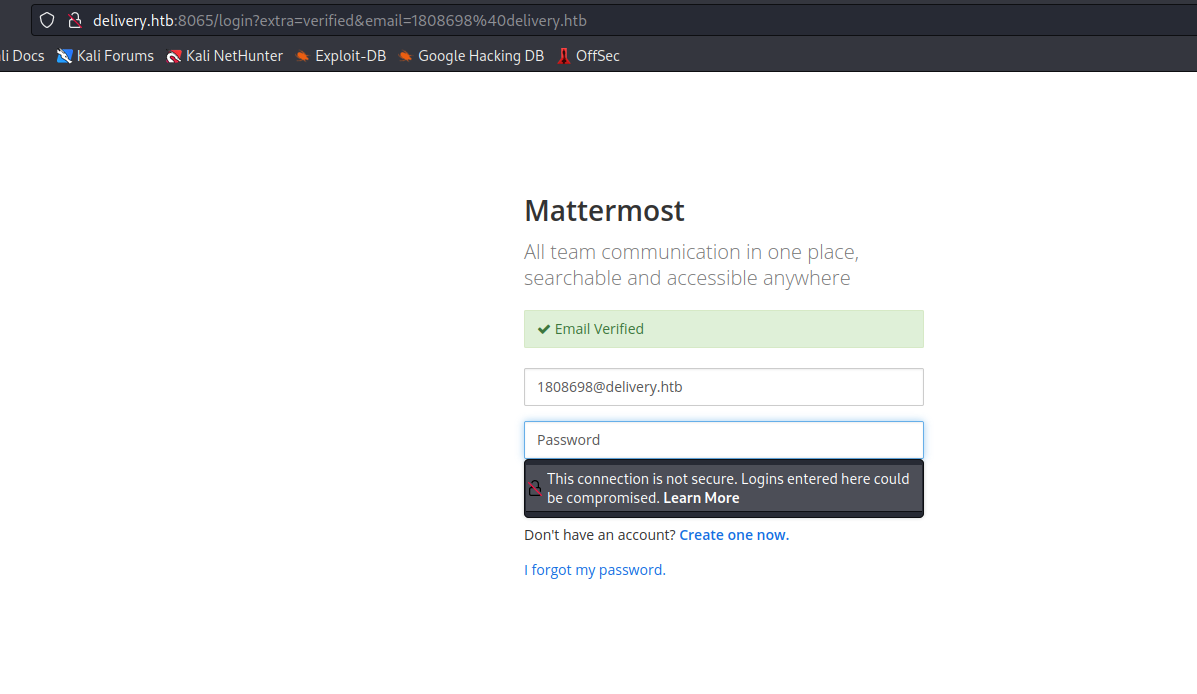 delivery.htb:8065/login?extra=verified&email=1808698%40delivery.htb
li Docs Kali Forums Kali NetHunter Exploit-DB Google Hacking DB OffSec
Mattermost
All team communication in one place,
searchable and accessible anywhere
Email Verified
1808698@delivery.htb
Password
This connection is not secure. Logins entered here could
be compromised. Learn More
Don't have an account? Create one now.
I forgot my password.